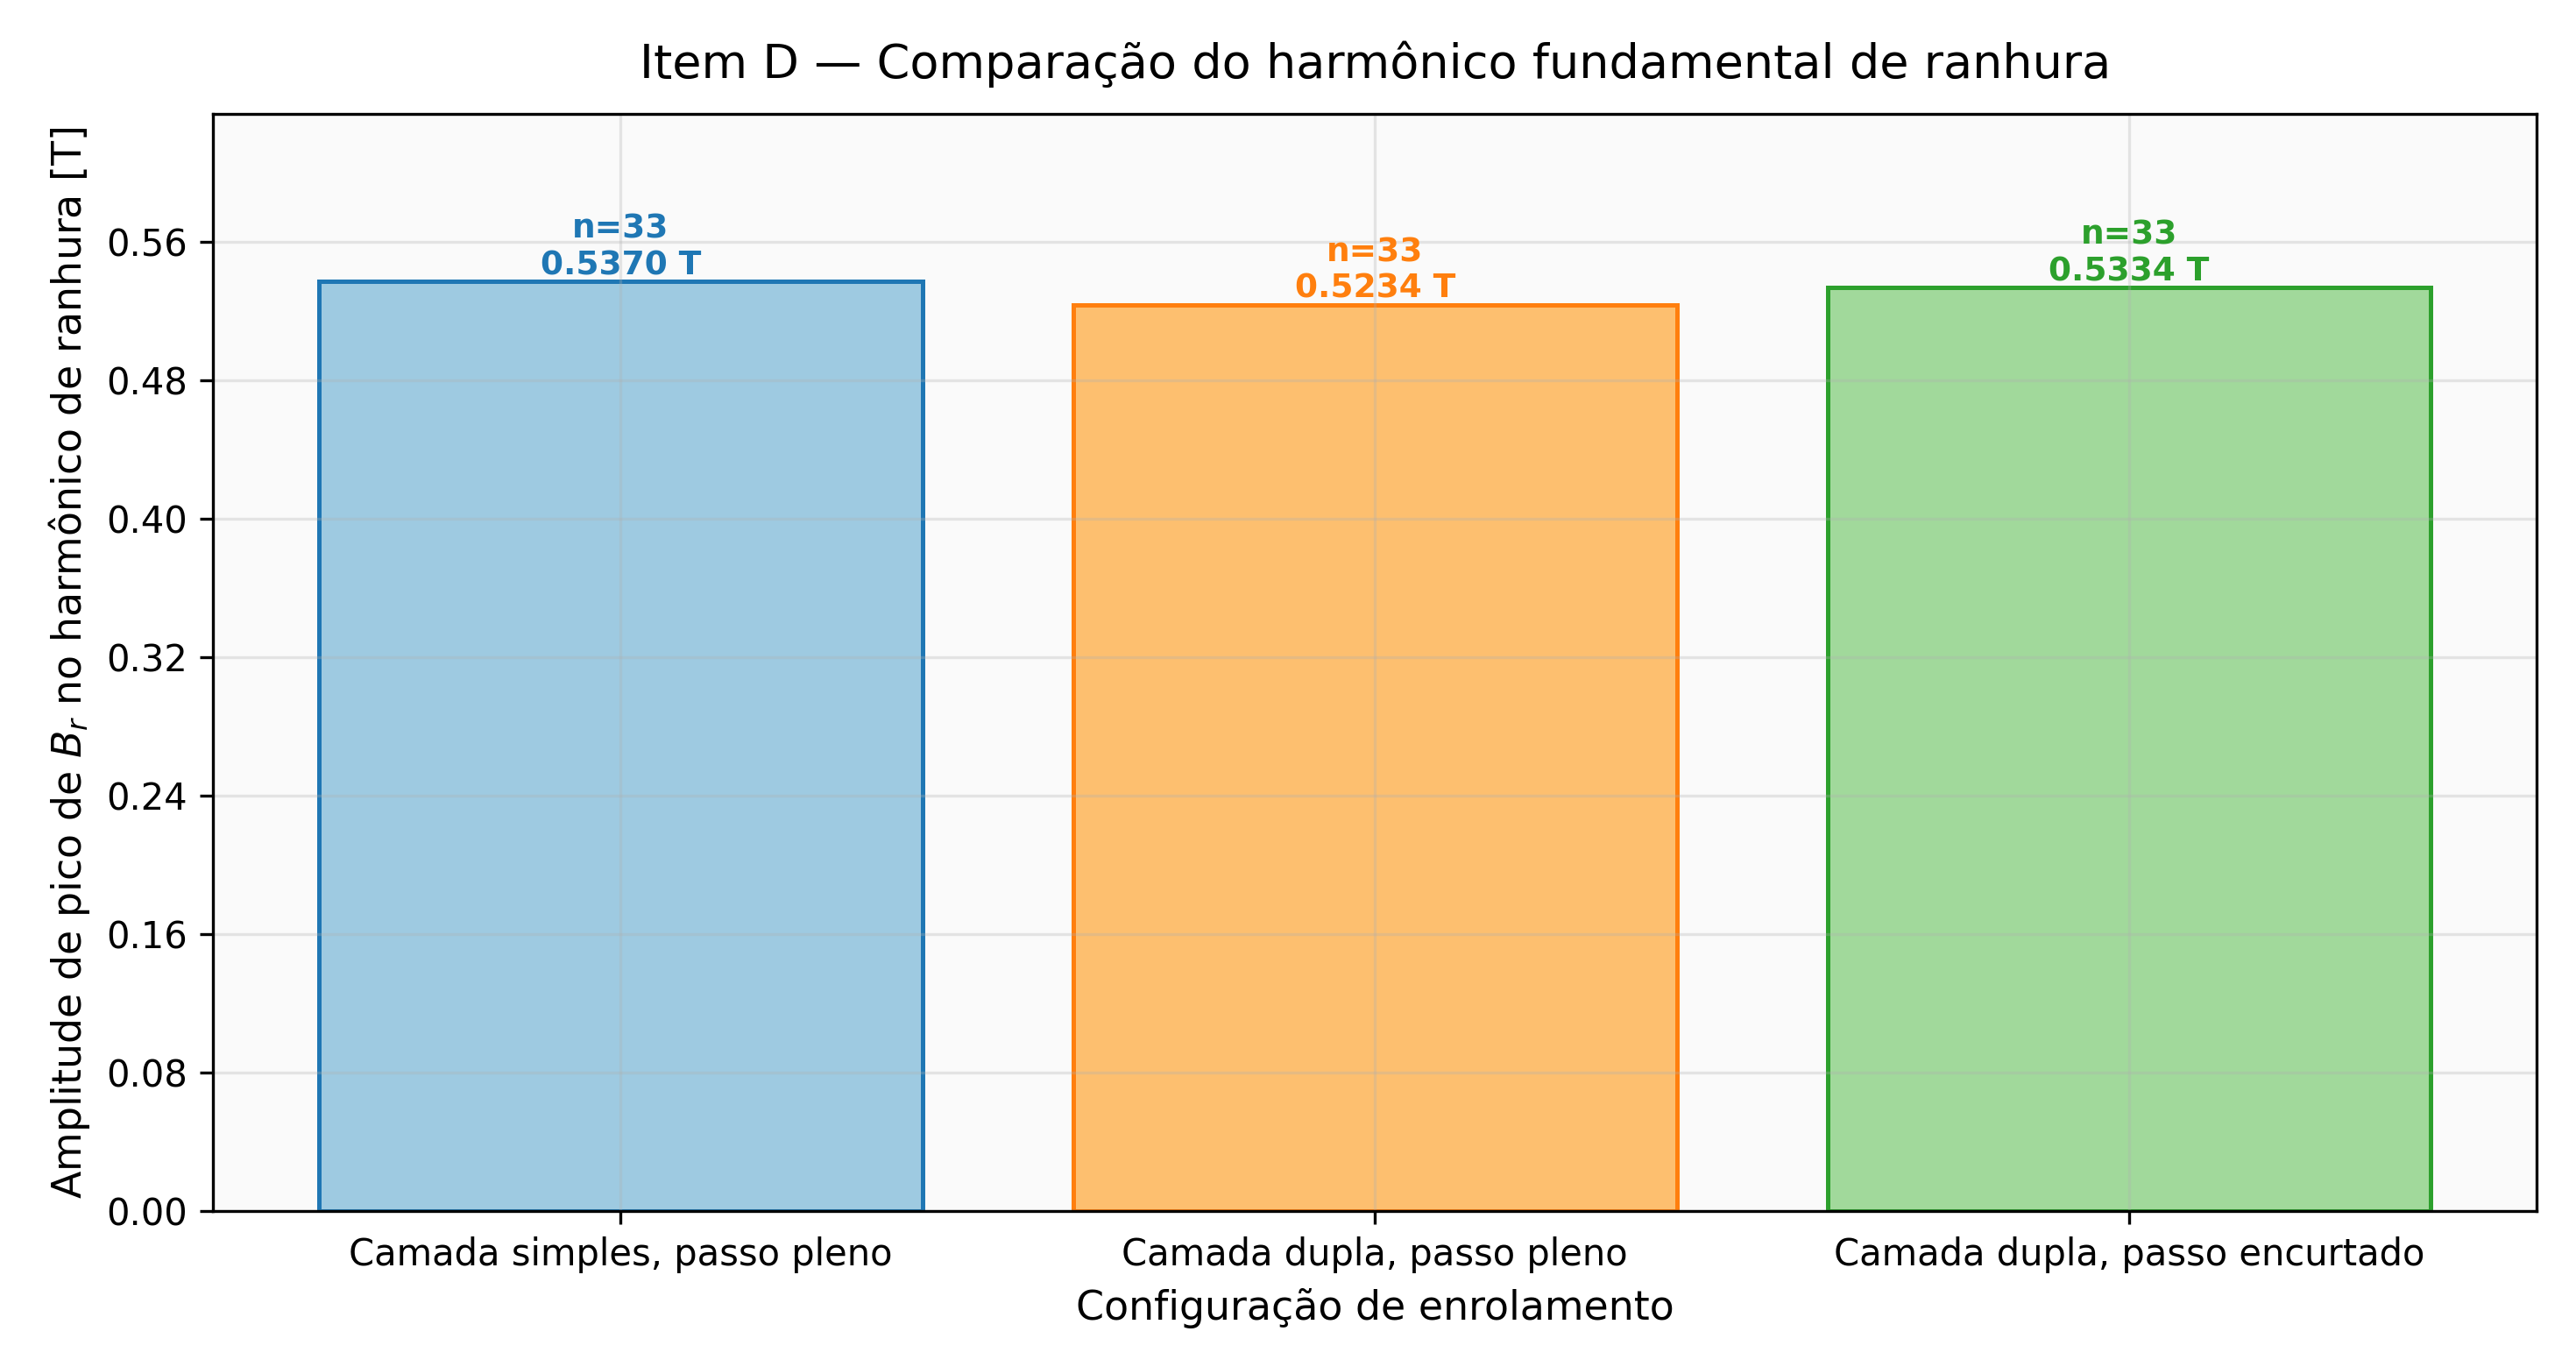 Item D — Comparação do harmônico fundamental de ranhura
Amplitude de pico de B_r no harmônico de ranhura [T]
0.56
0.48
0.40
0.32
0.24
0.16
0.08
0.00
n=33
0.5370 T
n=33
0.5234 T
n=33
0.5334 T
Camada simples, passo pleno
Camada dupla, passo pleno
Camada dupla, passo encurtado
Configuração de enrolamento